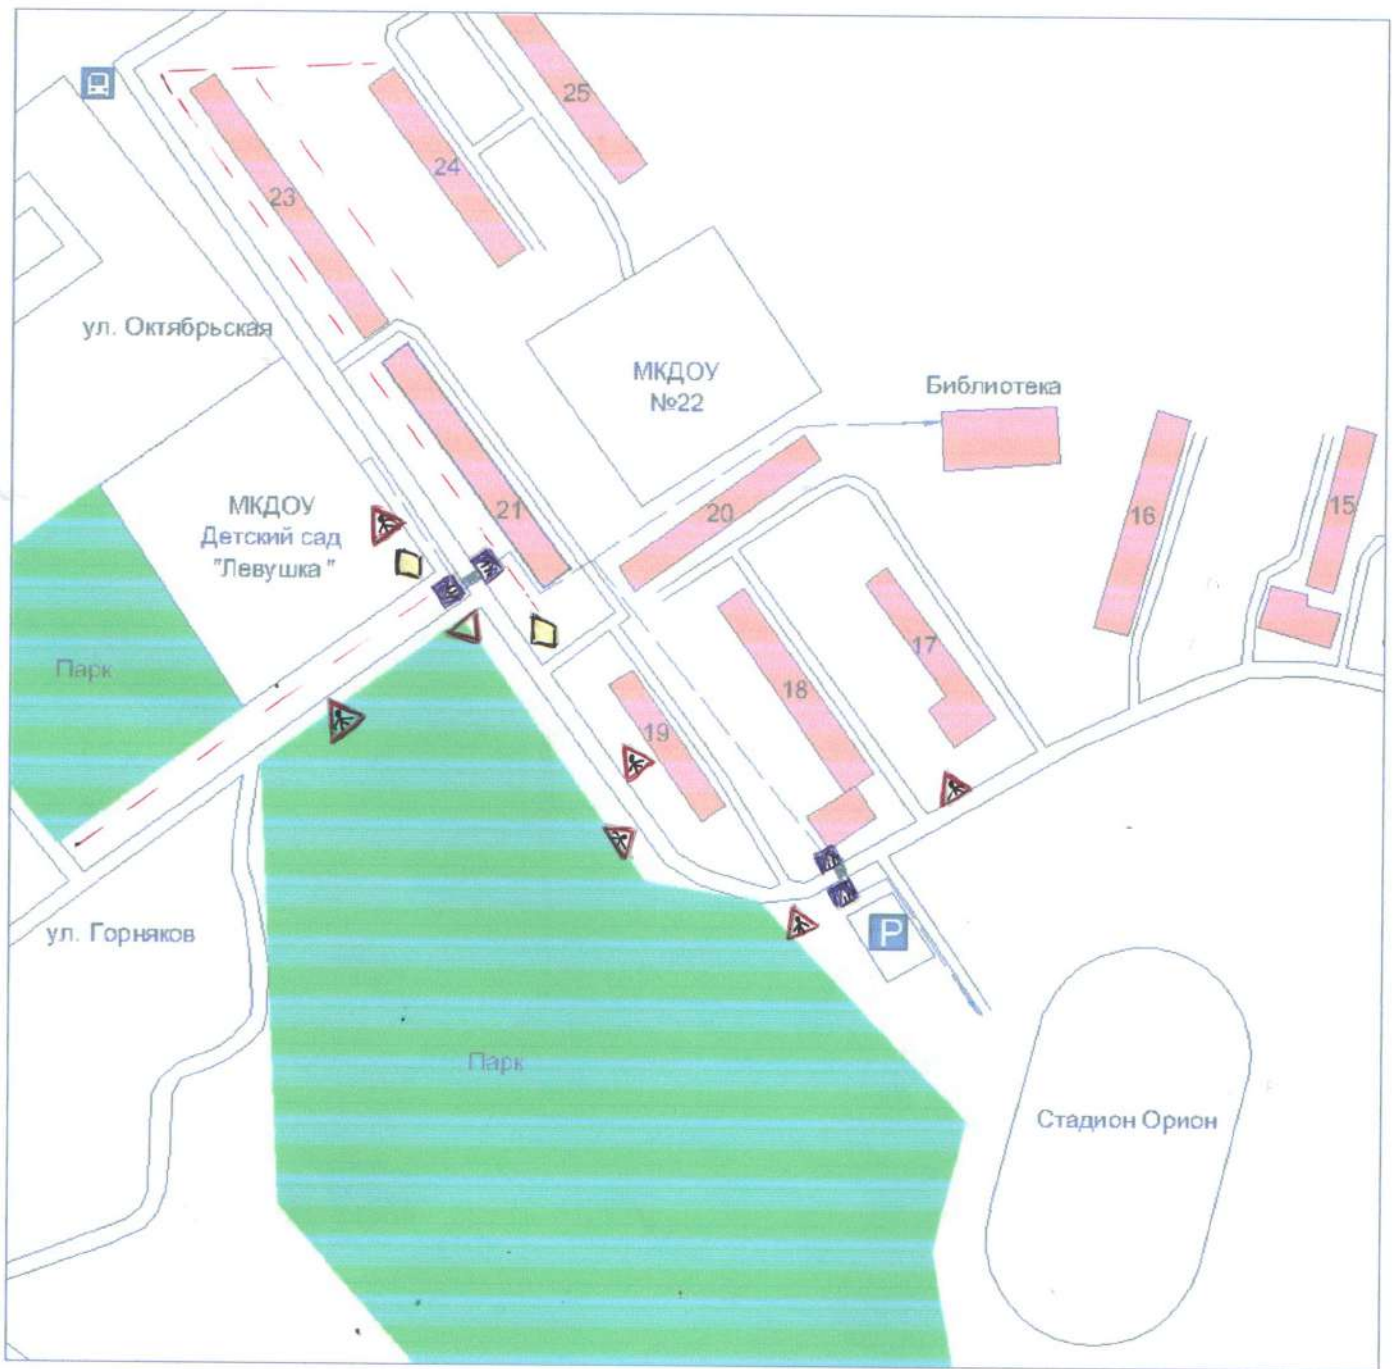 25
24
23
ул. Октябрьская
МКДОУ
№22
Библиотека
МКДОУ
Детский сад
"Левушка "
21
20
16
15
17
Парк
18
19
ул. Горняков
P
Парк
Стадион Орион